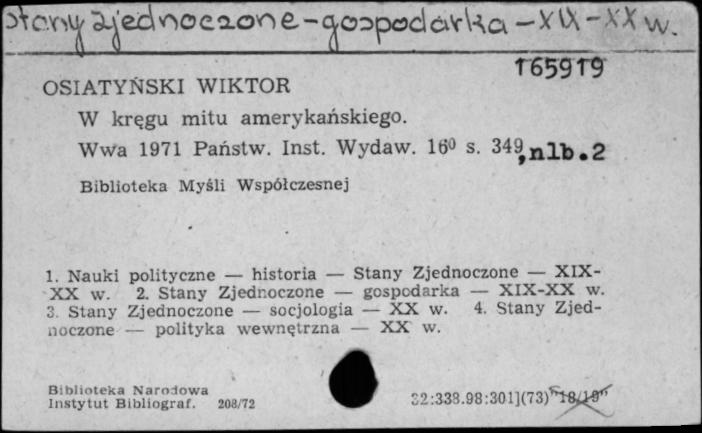 Stany Zjednoczone - gospodarka - XIX - XX w.
165919
OSIATYŃSKI WIKTOR
W kręgu mitu amerykańskiego.
Wwa 1971 Państw. Inst. Wydaw. 16⁰ s. 349, nlb. 2
Biblioteka Myśli Współczesnej
1. Nauki polityczne — historia — Stany Zjednoczone — XIX-
XX w. 2. Stany Zjednoczone — gospodarka — XIX-XX w.
3. Stany Zjednoczone — socjologia — XX w. 4. Stany Zjed-
noczone — polityka wewnętrzna — XX w.
Biblioteka Narodowa
Instytut Bibliograf. 208/72
32:338.98:301](73)"18/19"